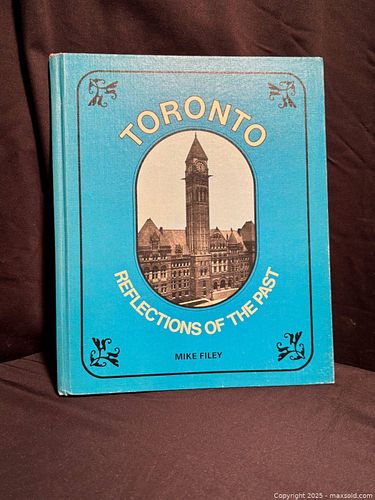 TORONTO
REFLECTIONS OF THE PAST
MIKE FILEY
Copyright 2025 - maxsold.com